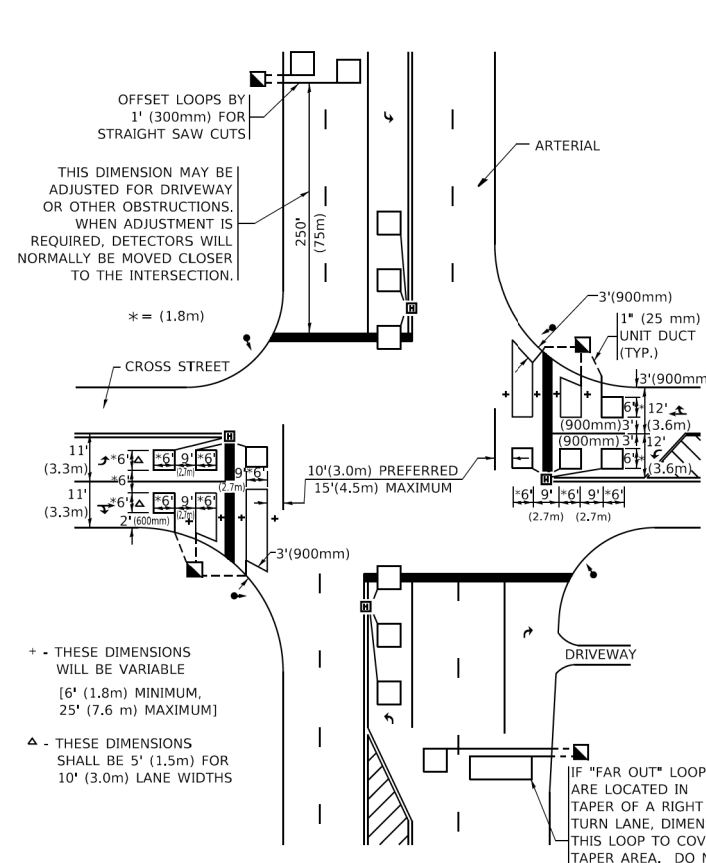 OFFSET LOOPS BY
1' (300mm) FOR
STRAIGHT SAW CUTS
ARTERIAL
THIS DIMENSION MAY BE
ADJUSTED FOR DRIVEWAY
OR OTHER OBSTRUCTIONS.
WHEN ADJUSTMENT IS
REQUIRED, DETECTORS WILL
NORMALLY BE MOVED CLOSER
TO THE INTERSECTION.
250'
(75m)
* = (1.8m)
H
3'(900mm)
1" (25 mm)
UNIT DUCT
(TYP.)
CROSS STREET
3'(900mm
6' * 12'
(900mm) 3' (3.6m)
(900mm) 3' 12'
6' * (3.6m)
H
*6' 9' *6' 9' *6'
(2.7m) (2.7m)
10'(3.0m) PREFERRED
15'(4.5m) MAXIMUM
H
11'
(3.3m)
*6' △ *6' 9' *6'
(2.7m)
9' *6'
(2.7m)
*6'
11'
(3.3m)
*6' △ *6' 9' *6'
(2.7m)
2' (600mm)
3'(900mm)
H
+ - THESE DIMENSIONS
WILL BE VARIABLE
[6' (1.8m) MINIMUM,
25' (7.6 m) MAXIMUM]
△ - THESE DIMENSIONS
SHALL BE 5' (1.5m) FOR
10' (3.0m) LANE WIDTHS
DRIVEWAY
IF "FAR OUT" LOOP
ARE LOCATED IN
TAPER OF A RIGHT
TURN LANE, DIMEN
THIS LOOP TO COV
TAPER AREA. DO N